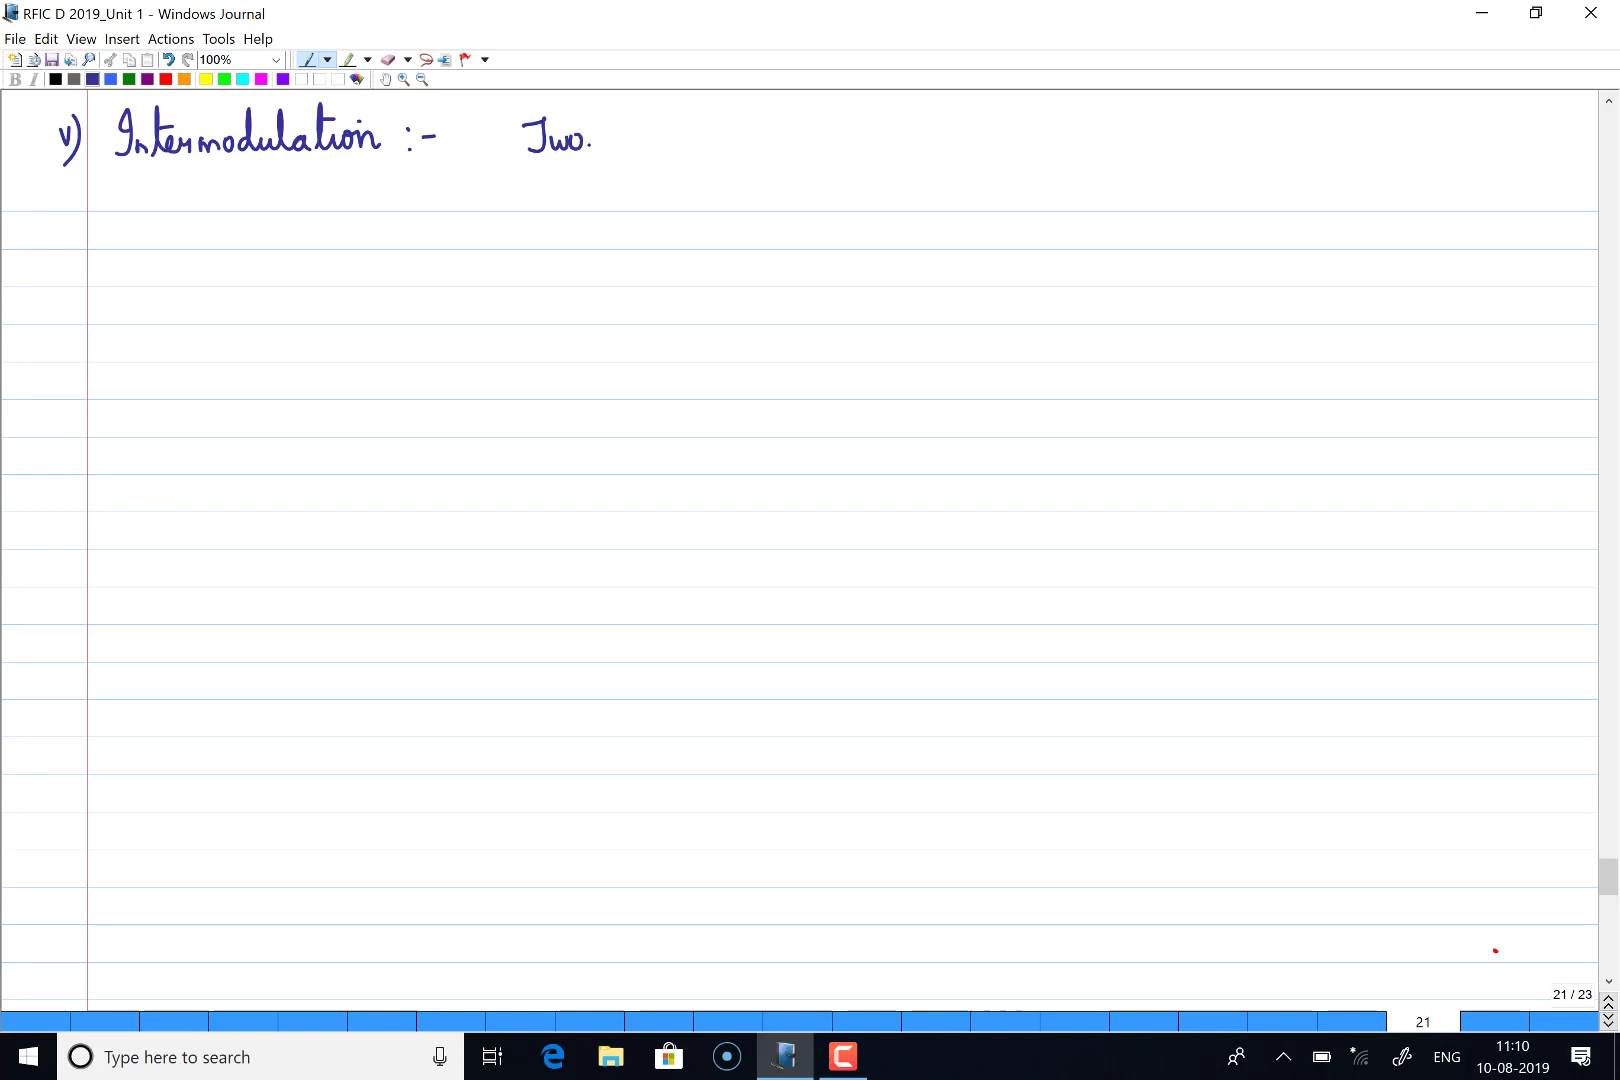 RFIC D 2019_Unit 1 - Windows Journal
File Edit View Insert Actions Tools Help
100%
B I
v) Intermodulation :- Two.
21 / 23
21
Type here to search
ENG
11:10
10-08-2019